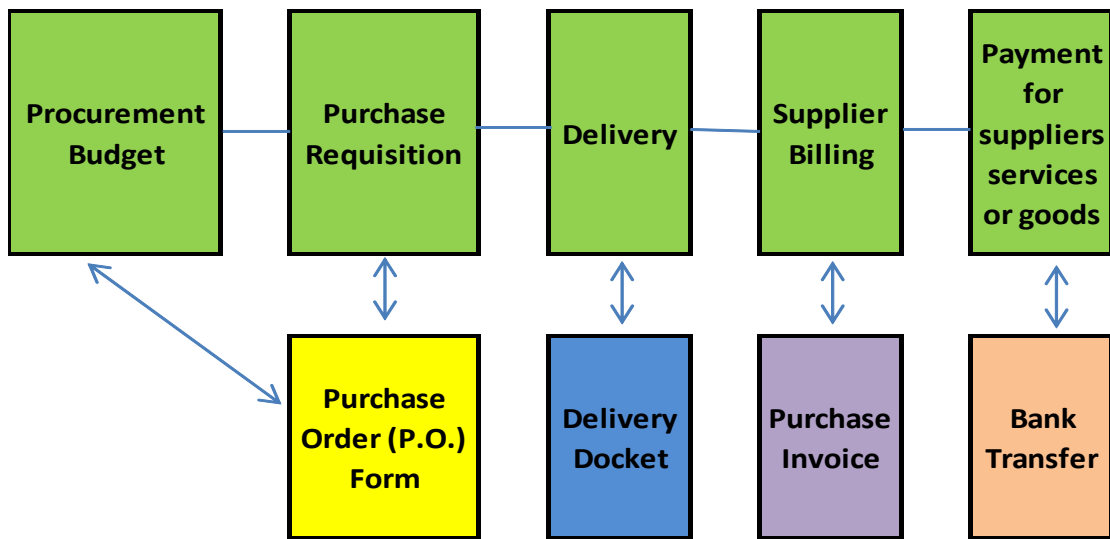 Procurement
Budget
Purchase
Requisition
Delivery
Supplier
Billing
Payment
for
suppliers
services
or goods
Purchase
Order (P.O.)
Form
Delivery
Docket
Purchase
Invoice
Bank
Transfer